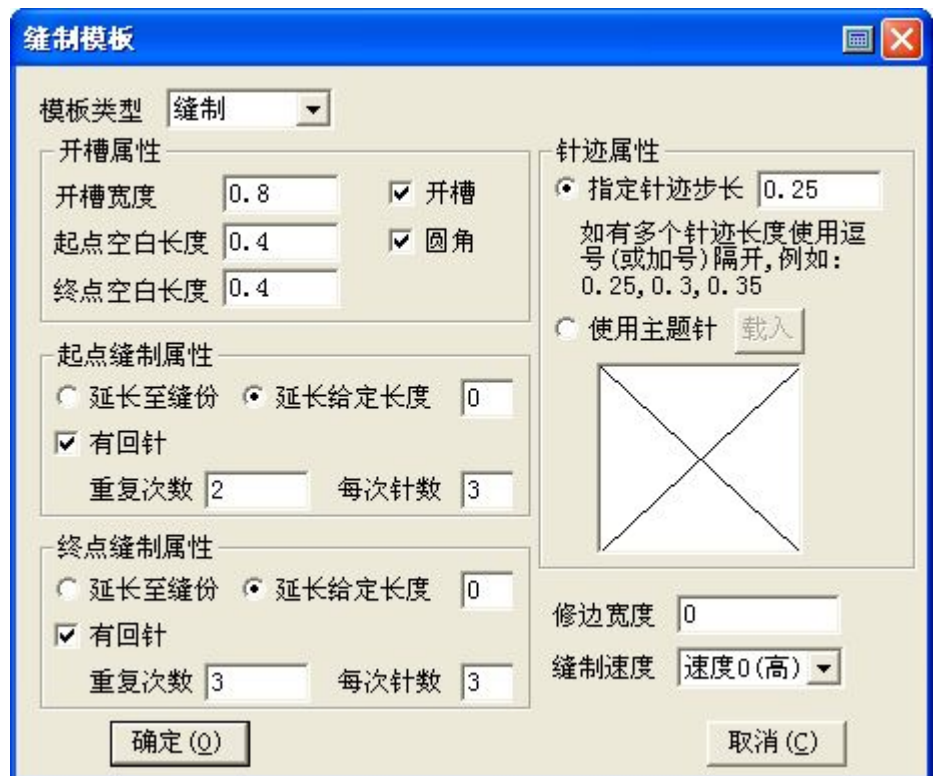 缝制模板
模板类型 缝制
开槽属性
开槽宽度 0.8 开槽
起点空白长度 0.4 圆角
终点空白长度 0.4
起点缝制属性
延长至缝份 延长给定长度 0
有回针
重复次数 2 每次针数 3
终点缝制属性
延长至缝份 延长给定长度 0
有回针
重复次数 3 每次针数 3
针迹属性
指定针迹步长 0.25
如有多个针迹长度使用逗
号(或加号)隔开,例如:
0.25,0.3,0.35
使用主题针 载入
修边宽度 0
缝制速度 速度0(高)
确定(O) 取消(C)